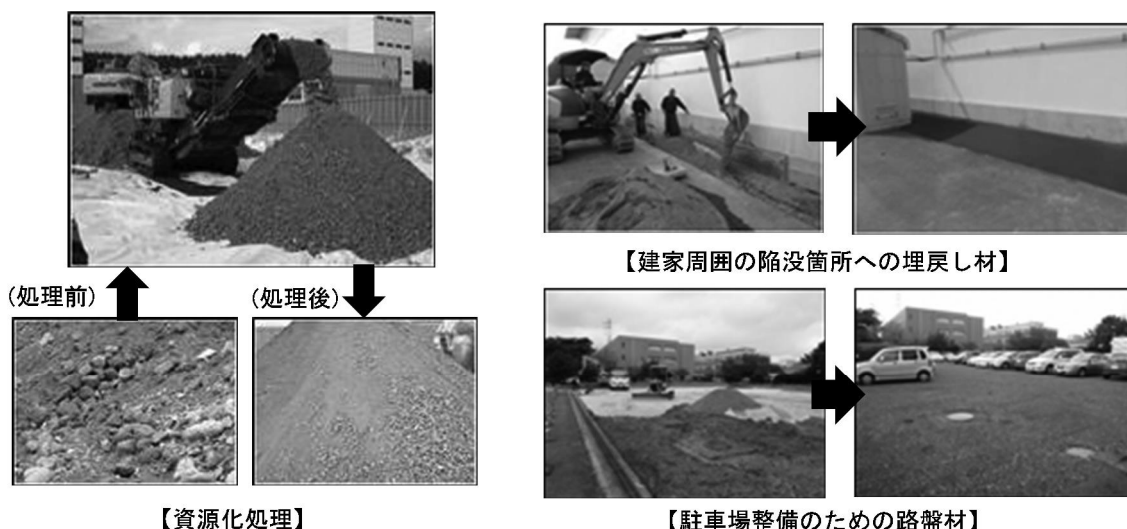 (処理前)
(処理後)
【資源化処理】
【建家周囲の陥没箇所への埋戻し材】
【駐車場整備のための路盤材】